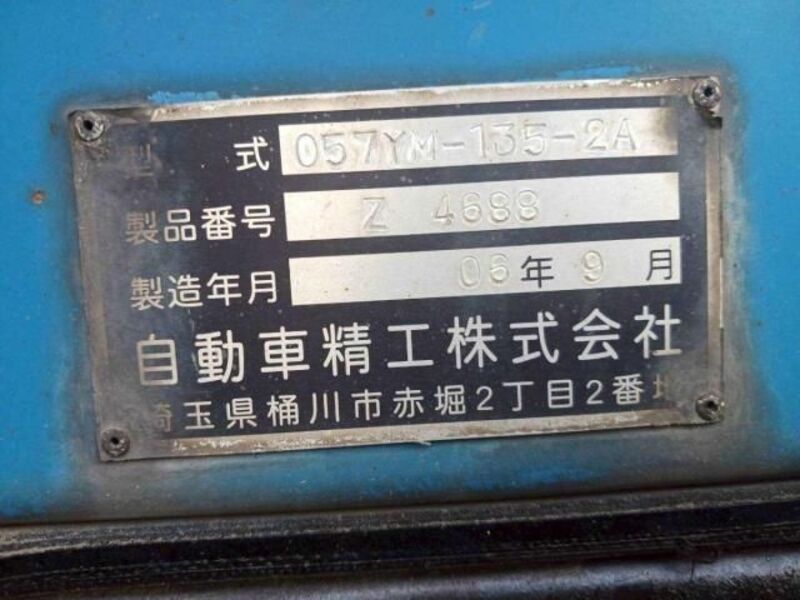 型 式 057YM-135-2A
製品番号 Z 4688
製造年月 06年 9 月
自動車精工株式会社
埼玉県桶川市赤堀2丁目2番地